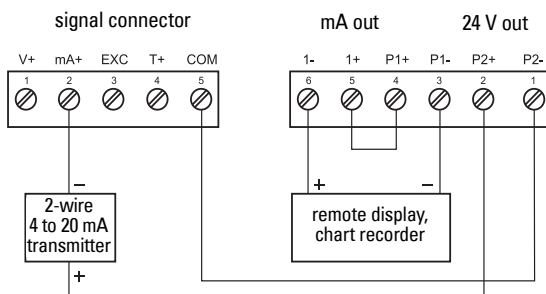 signal connector
mA out
24 V out
V+ mA+ EXC T+ COM
1 2 3 4 5
1- 1+ P1+ P1- P2+ P2-
6 5 4 3 2 1
–
2-wire
4 to 20 mA
transmitter
+
+ –
remote display,
chart recorder